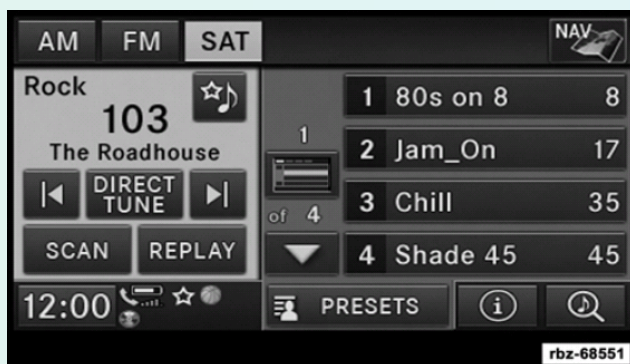 AM FM SAT NAV
Rock
103
The Roadhouse
DIRECT
TUNE
SCAN REPLAY
1
of 4
1 80s on 8 8
2 Jam_On 17
3 Chill 35
4 Shade 45 45
12:00 PRESETS i
rbz-68551